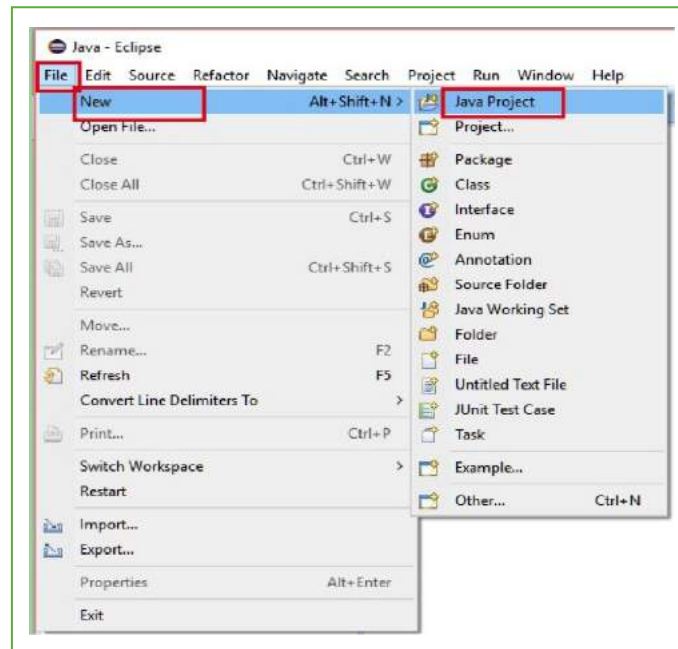 Java - Eclipse
File Edit Source Refactor Navigate Search Project Run Window Help
New Alt+Shift+N >
Open File...
Close Ctrl+W
Close All Ctrl+Shift+W
Save Ctrl+S
Save As...
Save All Ctrl+Shift+S
Revert
Move...
Rename... F2
Refresh F5
Convert Line Delimiters To >
Print... Ctrl+P
Switch Workspace >
Restart
Import...
Export...
Properties Alt+Enter
Exit
Java Project
Project...
Package
Class
Interface
Enum
Annotation
Source Folder
Java Working Set
Folder
File
Untitled Text File
JUnit Test Case
Task
Example...
Other... Ctrl+N